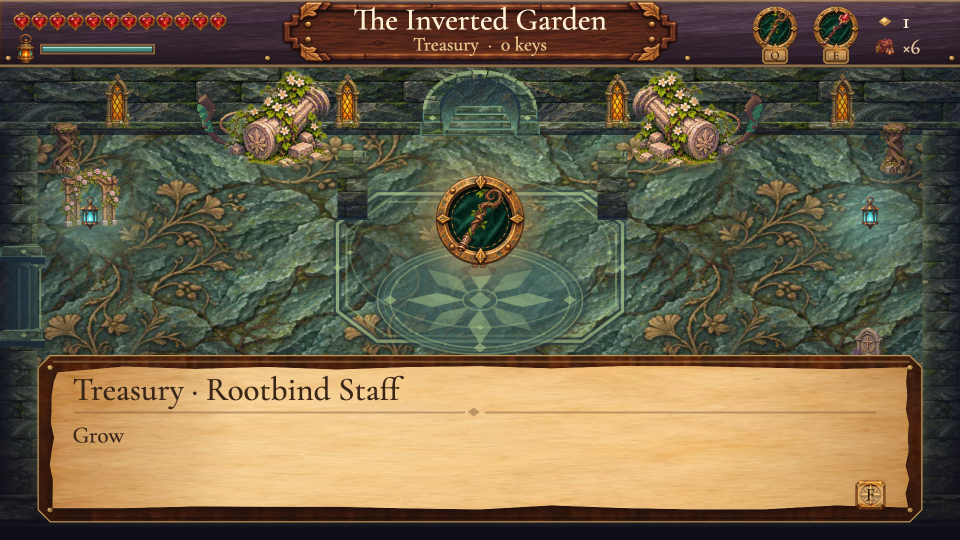 The Inverted Garden
Treasury · 0 keys
Q
E
1
×6
Treasury · Rootbind Staff
Grow
F